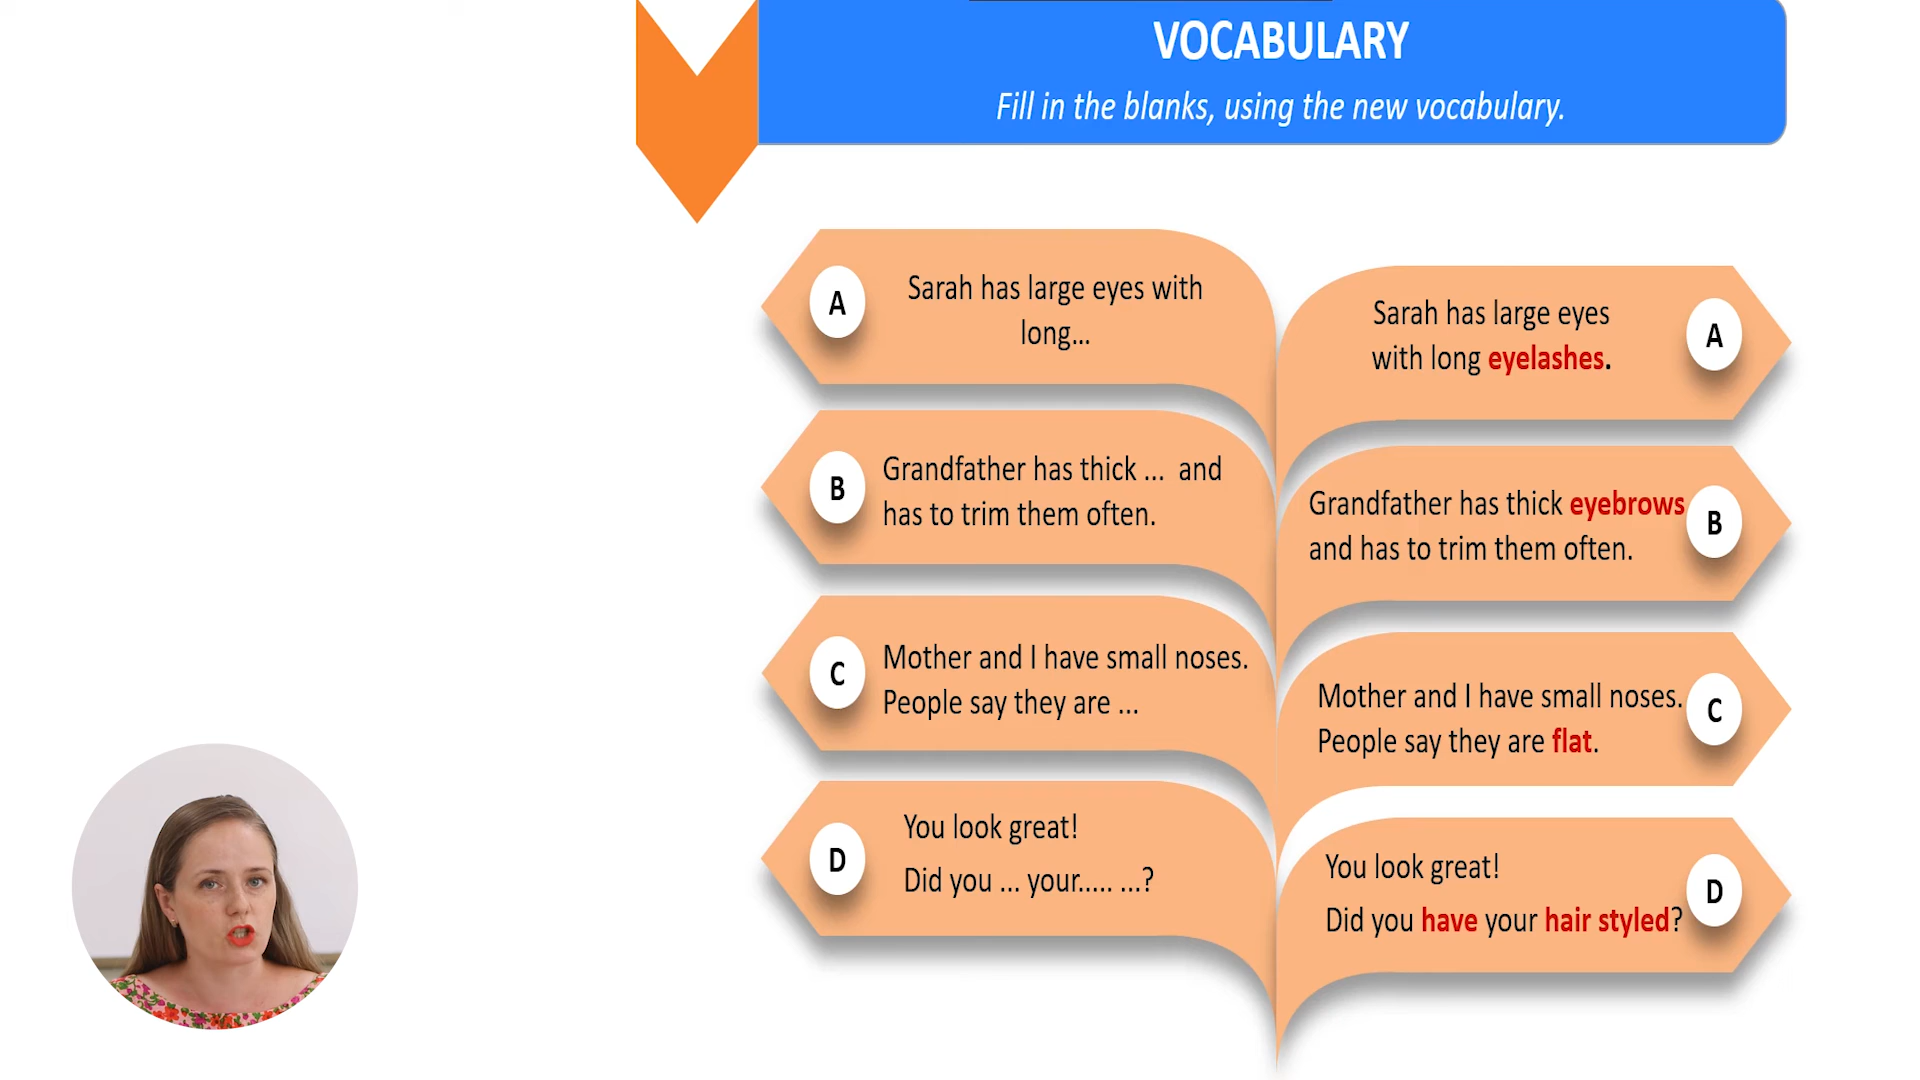 VOCABULARY
Fill in the blanks, using the new vocabulary.
A
Sarah has large eyes with
long...
B
Grandfather has thick ... and
has to trim them often.
C
Mother and I have small noses.
People say they are ...
D
You look great!
Did you ... your..... ...?
Sarah has large eyes
with long eyelashes.
A
Grandfather has thick eyebrows
and has to trim them often.
B
Mother and I have small noses.
People say they are flat.
C
You look great!
Did you have your hair styled?
D